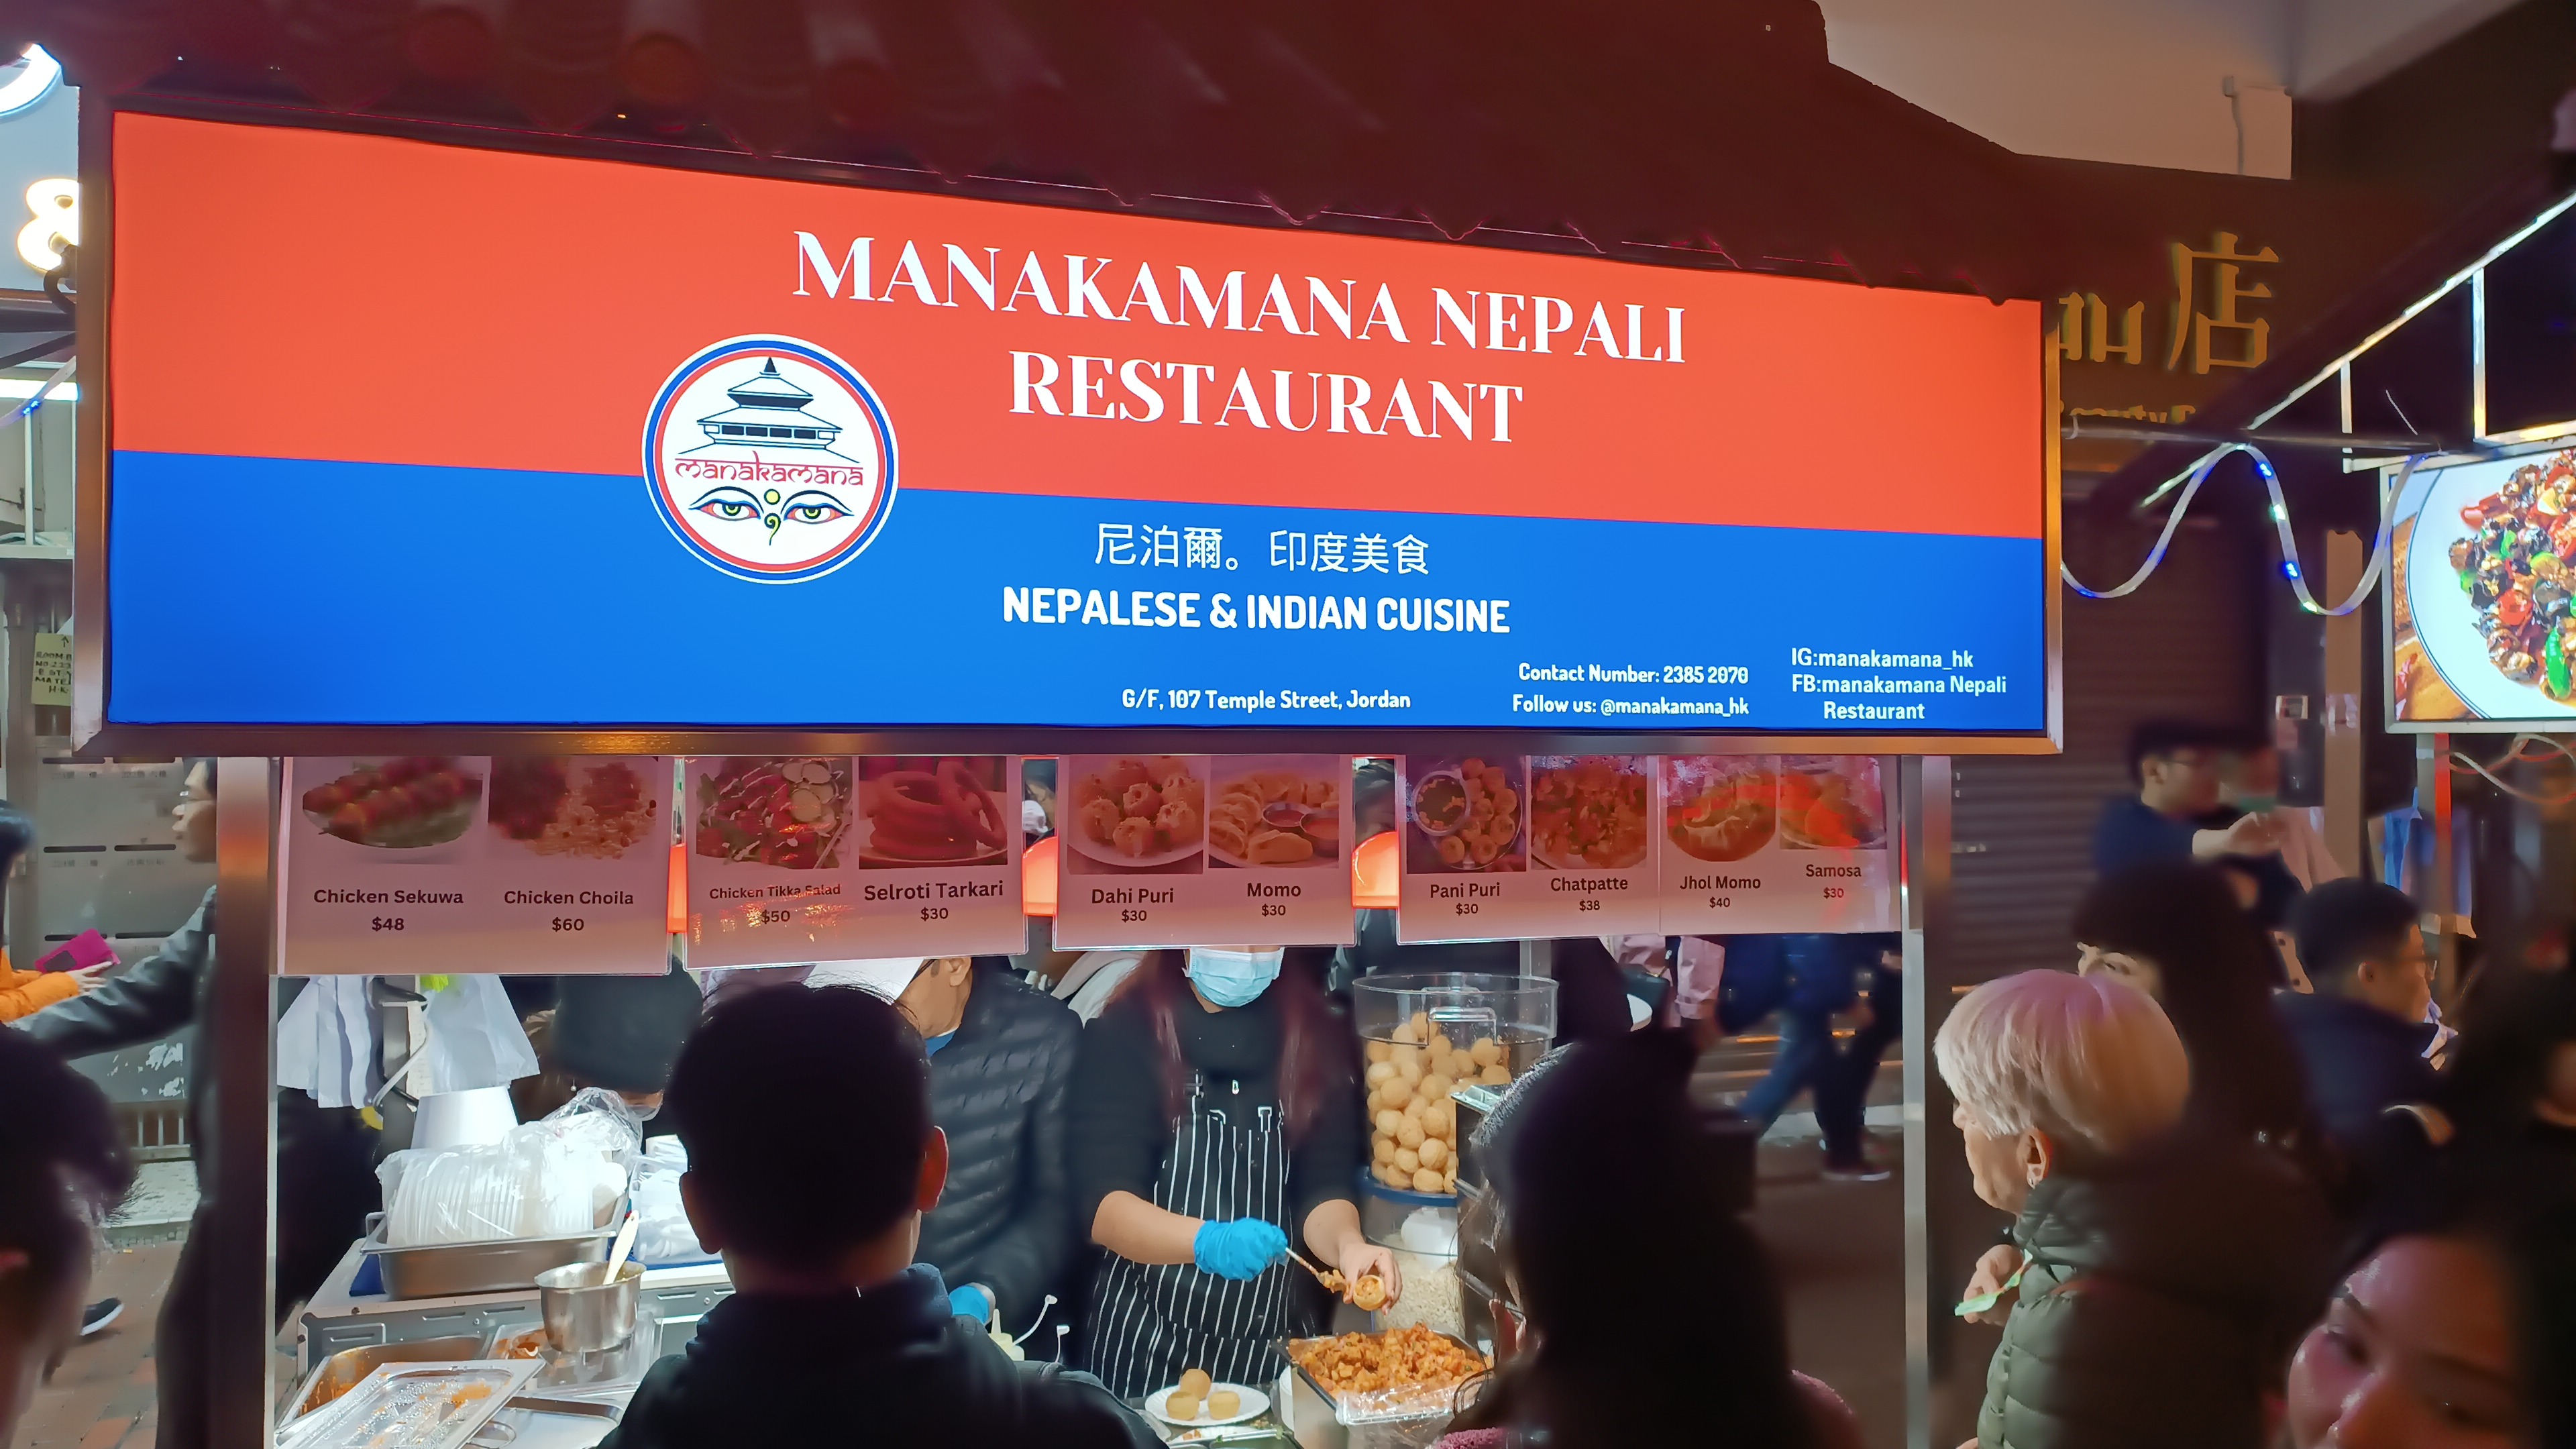 MANAKAMANA NEPALI
RESTAURANT
manakamana
尼泊爾。印度美食
NEPALESE & INDIAN CUISINE
G/F, 107 Temple Street, Jordan
Contact Number: 2385 2070
Follow us: @manakamana_hk
IG:manakamana_hk
FB:manakamana Nepali
Restaurant
店
Chicken Sekuwa
$48
Chicken Choila
$60
Chicken Tikka Salad
$50
Selroti Tarkari
$30
Dahi Puri
$30
Momo
$30
Pani Puri
$30
Chatpatte
$38
Jhol Momo
$40
Samosa
$30